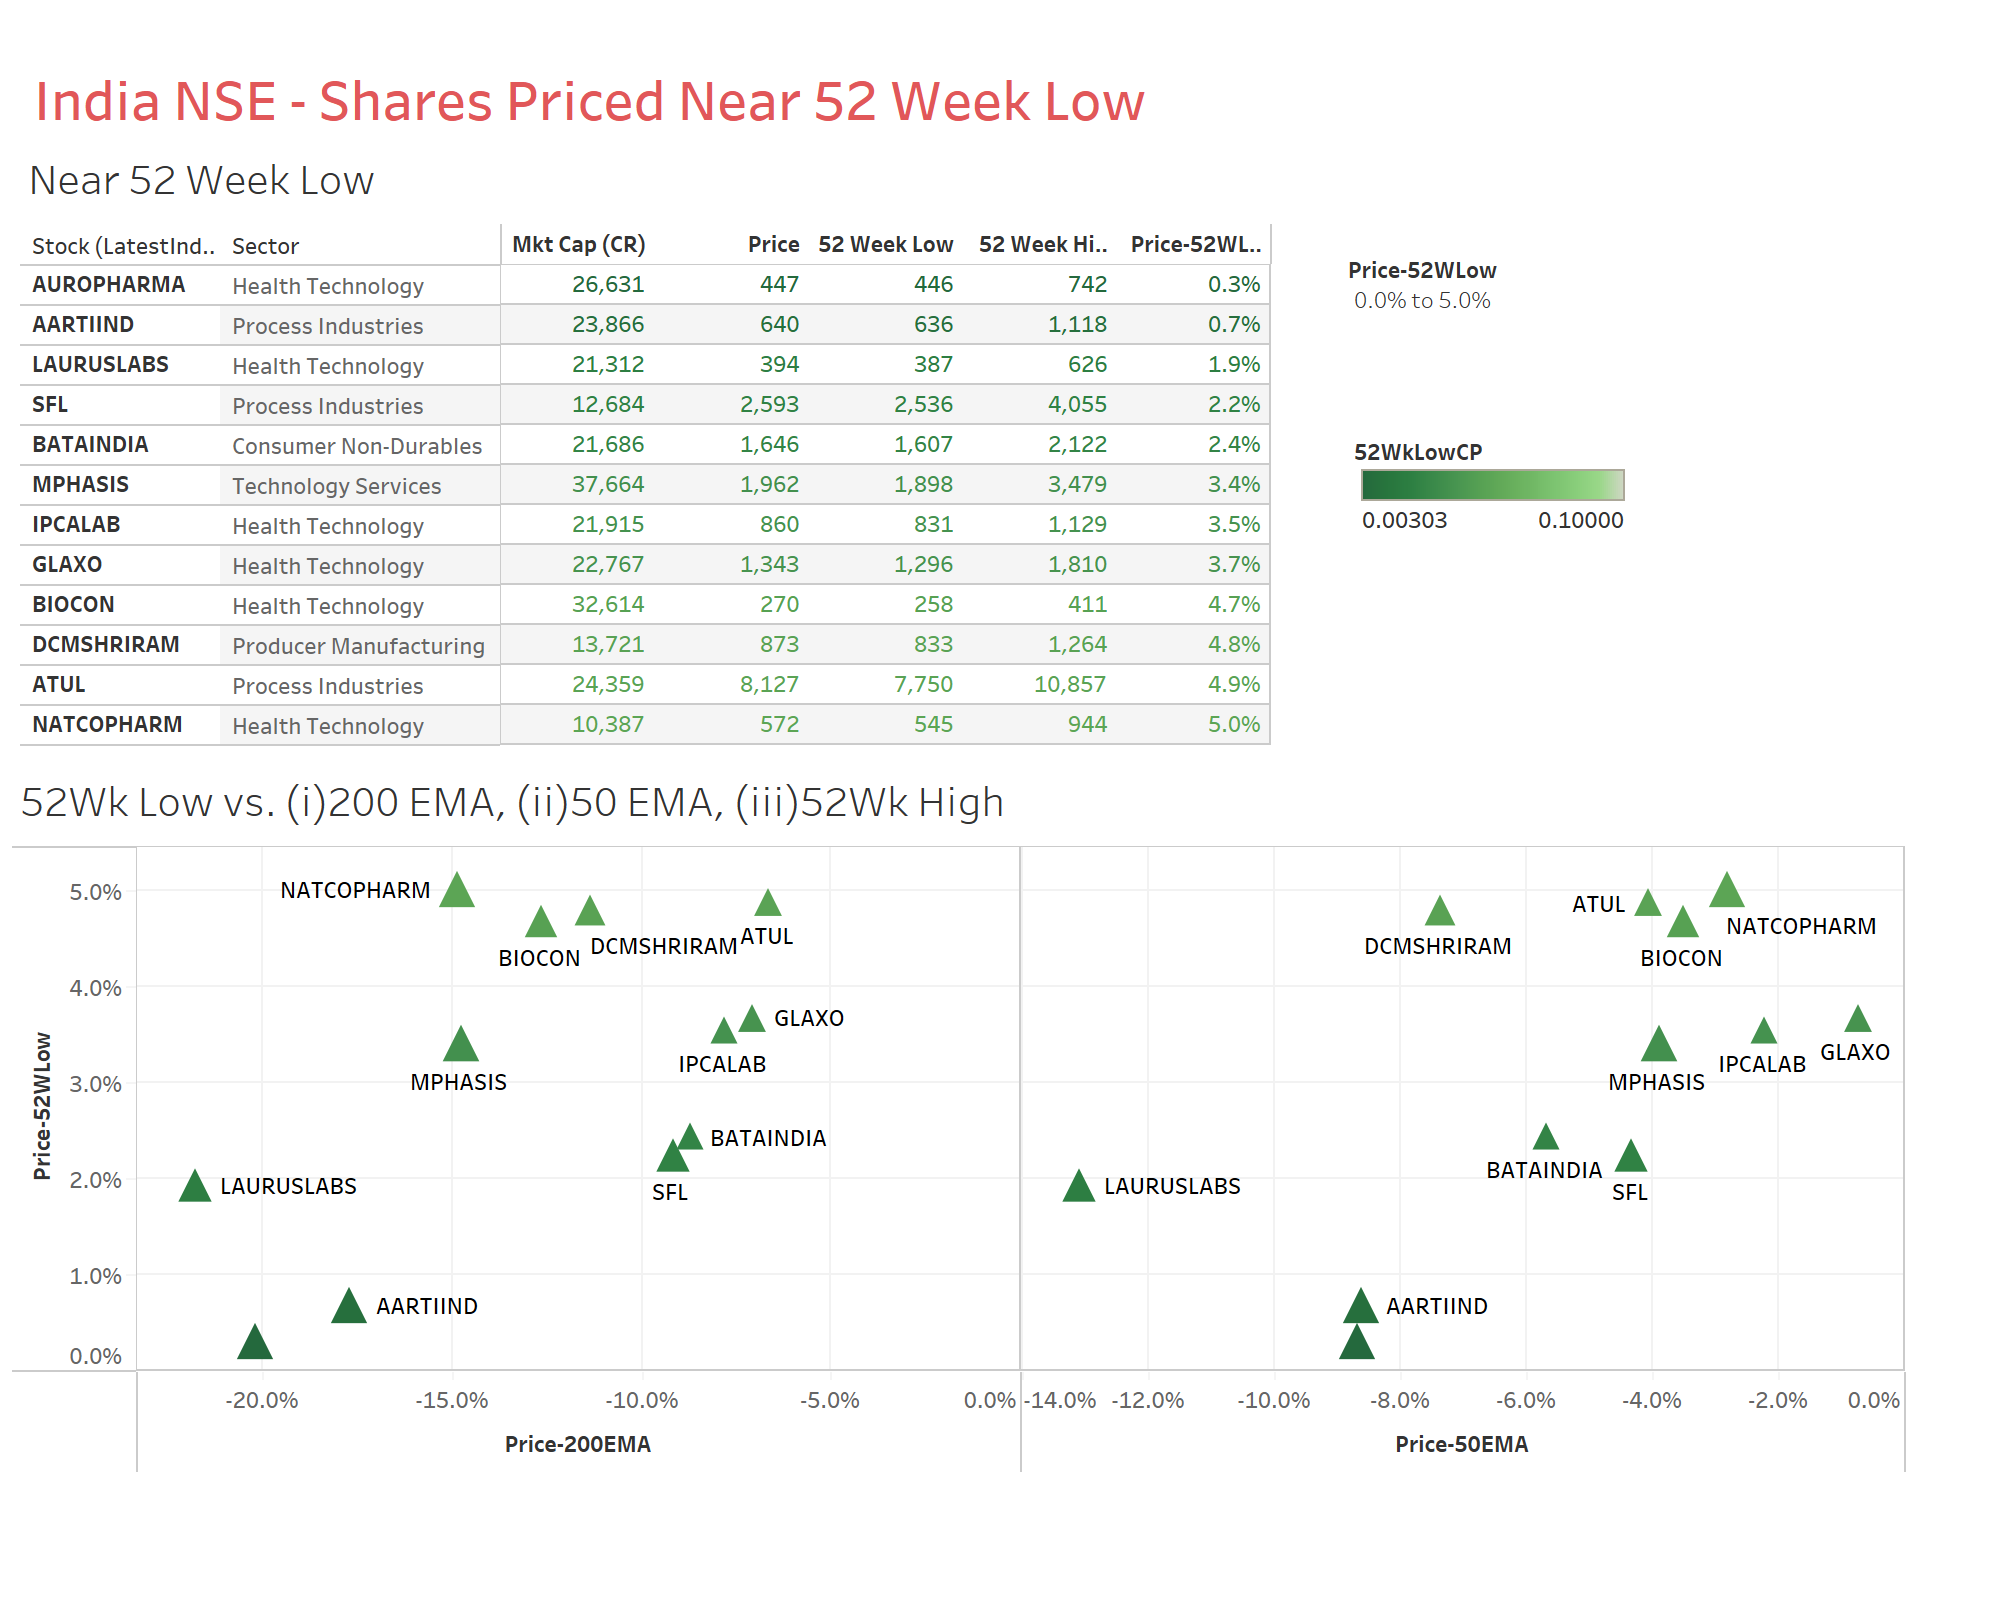 India NSE - Shares Priced Near 52 Week Low
Near 52 Week Low
Stock (LatestInd.. Sector Mkt Cap (CR) Price 52 Week Low 52 Week Hi.. Price-52WL..
AUROPHARMA Health Technology 26,631 447 446 742 0.3%
AARTIIND Process Industries 23,866 640 636 1,118 0.7%
LAURUSLABS Health Technology 21,312 394 387 626 1.9%
SFL Process Industries 12,684 2,593 2,536 4,055 2.2%
BATAINDIA Consumer Non-Durables 21,686 1,646 1,607 2,122 2.4%
MPHASIS Technology Services 37,664 1,962 1,898 3,479 3.4%
IPCALAB Health Technology 21,915 860 831 1,129 3.5%
GLAXO Health Technology 22,767 1,343 1,296 1,810 3.7%
BIOCON Health Technology 32,614 270 258 411 4.7%
DCMSHRIRAM Producer Manufacturing 13,721 873 833 1,264 4.8%
ATUL Process Industries 24,359 8,127 7,750 10,857 4.9%
NATCOPHARM Health Technology 10,387 572 545 944 5.0%
Price-52WLow
0.0% to 5.0%
52WkLowCP
0.00303 0.10000
52Wk Low vs. (i)200 EMA, (ii)50 EMA, (iii)52Wk High
Price-52WLow
5.0%
4.0%
3.0%
2.0%
1.0%
0.0%
NATCOPHARM
BIOCON
DCMSHRIRAM
ATUL
GLAXO
IPCALAB
MPHASIS
BATAINDIA
SFL
LAURUSLABS
AARTIIND
-20.0% -15.0% -10.0% -5.0% 0.0%
Price-200EMA
ATUL
NATCOPHARM
DCMSHRIRAM
BIOCON
GLAXO
IPCALAB
MPHASIS
BATAINDIA
SFL
LAURUSLABS
AARTIIND
-14.0% -12.0% -10.0% -8.0% -6.0% -4.0% -2.0% 0.0%
Price-50EMA